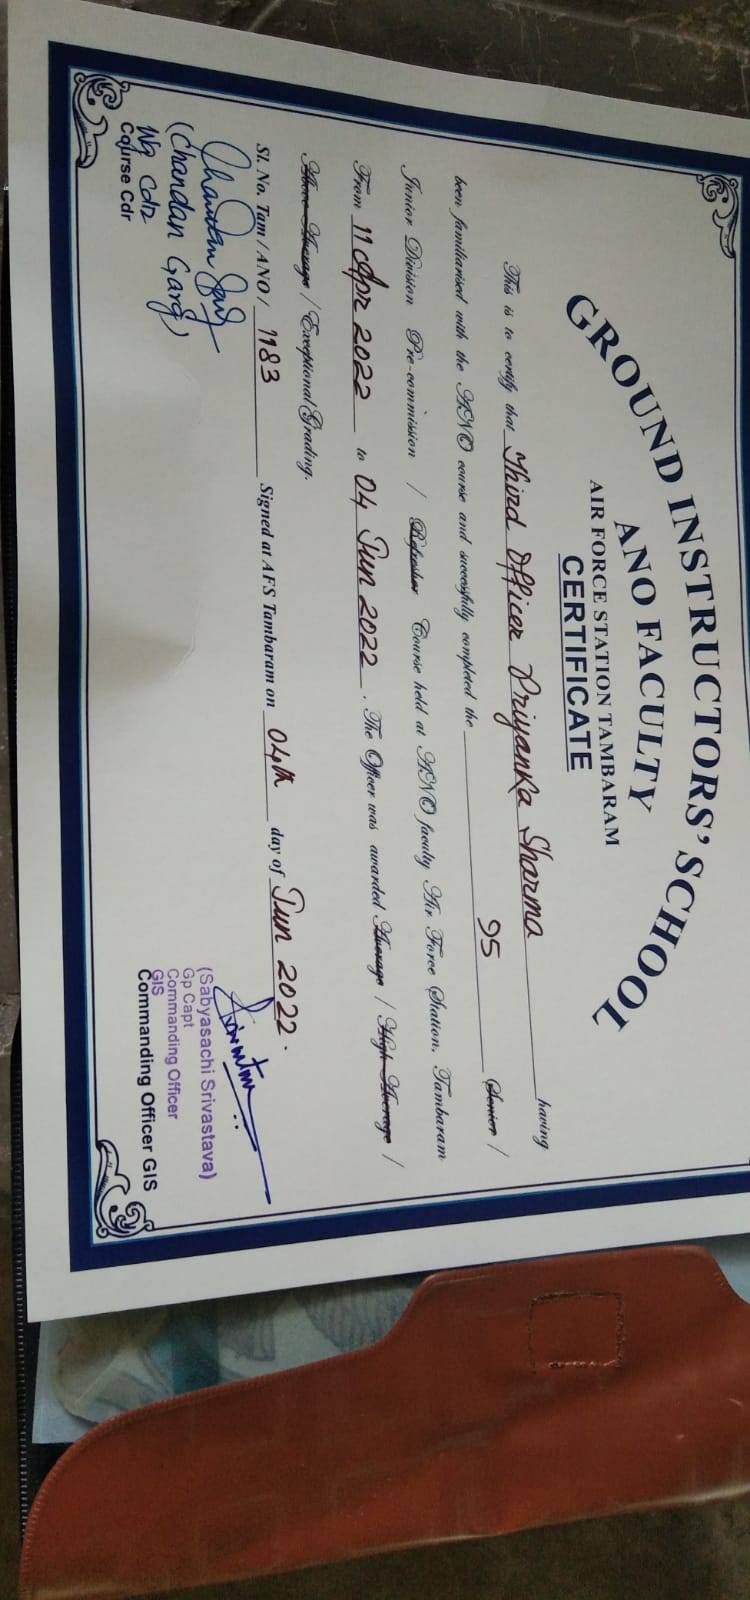 GROUND INSTRUCTORS' SCHOOL
ANO FACULTY
AIR FORCE STATION TAMBARAM
CERTIFICATE
This is to certify that Third Officer Priyanka Sharma having
been familiarised with the ANO course and successfully completed the 95 Senior /
Junior Division Pre-commission / Refresher Course held at ANO faculty Air Force Station, Tambaram
From 11 Apr 2022 to 04 Jun 2022. The Officer was awarded Average / High Average /
Above Average / Exceptional Grading.
Sl. No. Tam / ANO / 1183 Signed at AFS Tambaram on 04th day of Jun 2022.
(Chandan Garg)
Wg Cdr
Course Cdr
(Sabyasachi Srivastava)
Gp Capt
Commanding Officer
GIS
Commanding Officer GIS